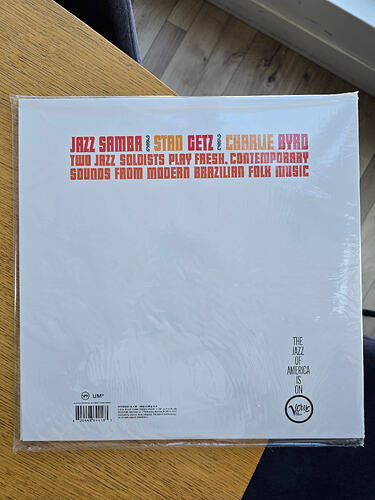 JAZZ SAMBA STAN GETZ CHARLIE BYRD
TWO JAZZ SOLOISTS PLAY FRESH, CONTEMPORARY
SOUNDS FROM MODERN BRAZILIAN FOLK MUSIC
THE
JAZZ OF
AMERICA
IS
ON
Verve
UMe